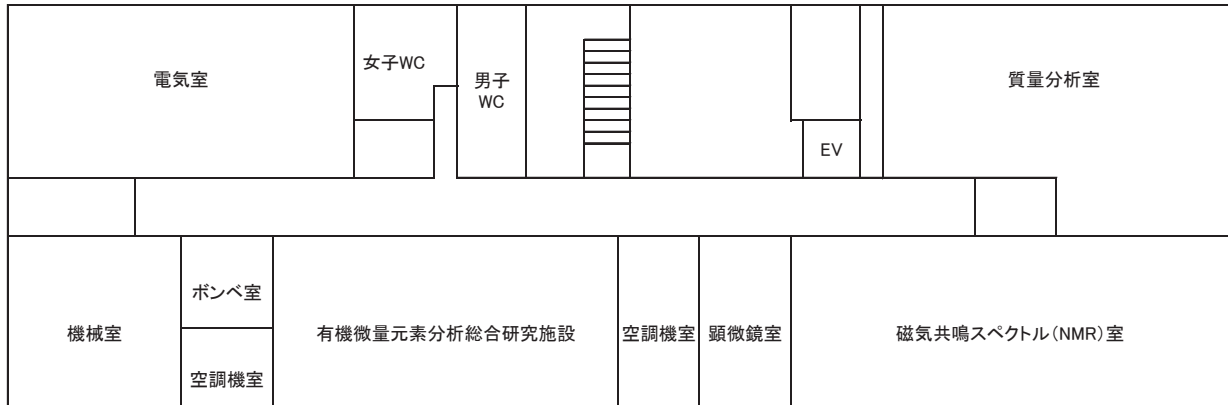 電気室
女子WC
男子
WC
EV
質量分析室
機械室
ボンベ室
空調機室
有機微量元素分析総合研究施設
空調機室
顕微鏡室
磁気共鳴スペクトル(NMR)室